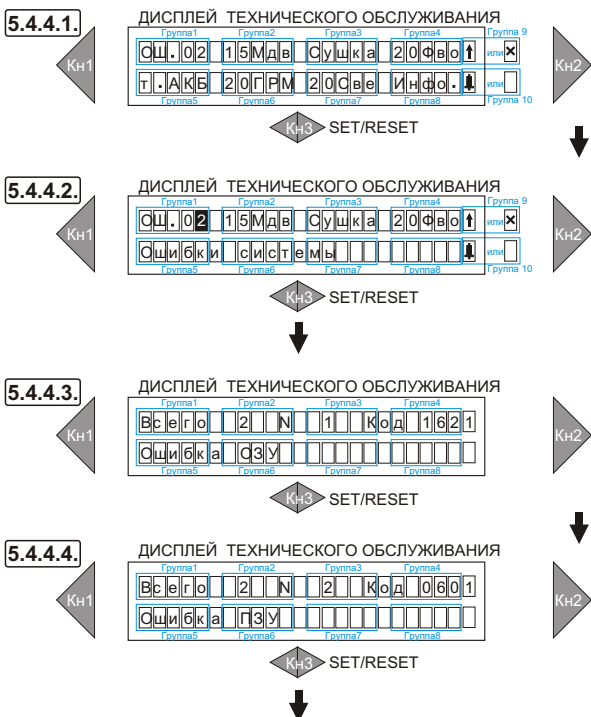 5.4.4.1.
ДИСПЛЕЙ ТЕХНИЧЕСКОГО ОБСЛУЖИВАНИЯ
Группа1 Группа2 Группа3 Группа4 Группа 9
ОШ.02 15Мдв Сушка 20Фво или
Кн1 Кн2
т.АКБ 20ГРМ 20Све Инфо. или
Группа5 Группа6 Группа7 Группа8 Группа 10
Кн3 SET/RESET
5.4.4.2.
ДИСПЛЕЙ ТЕХНИЧЕСКОГО ОБСЛУЖИВАНИЯ
Группа1 Группа2 Группа3 Группа4 Группа 9
ОШ.02 15Мдв Сушка 20Фво или
Кн1 Кн2
Ошибки системы или
Группа5 Группа6 Группа7 Группа8 Группа 10
Кн3 SET/RESET
5.4.4.3.
ДИСПЛЕЙ ТЕХНИЧЕСКОГО ОБСЛУЖИВАНИЯ
Группа1 Группа2 Группа3 Группа4
Всего 2 N 1 Код 1621
Кн1 Кн2
Ошибка ОЗУ
Группа5 Группа6 Группа7 Группа8
Кн3 SET/RESET
5.4.4.4.
ДИСПЛЕЙ ТЕХНИЧЕСКОГО ОБСЛУЖИВАНИЯ
Группа1 Группа2 Группа3 Группа4
Всего 2 N 2 Код 0601
Кн1 Кн2
Ошибка ПЗУ
Группа5 Группа6 Группа7 Группа8
Кн3 SET/RESET